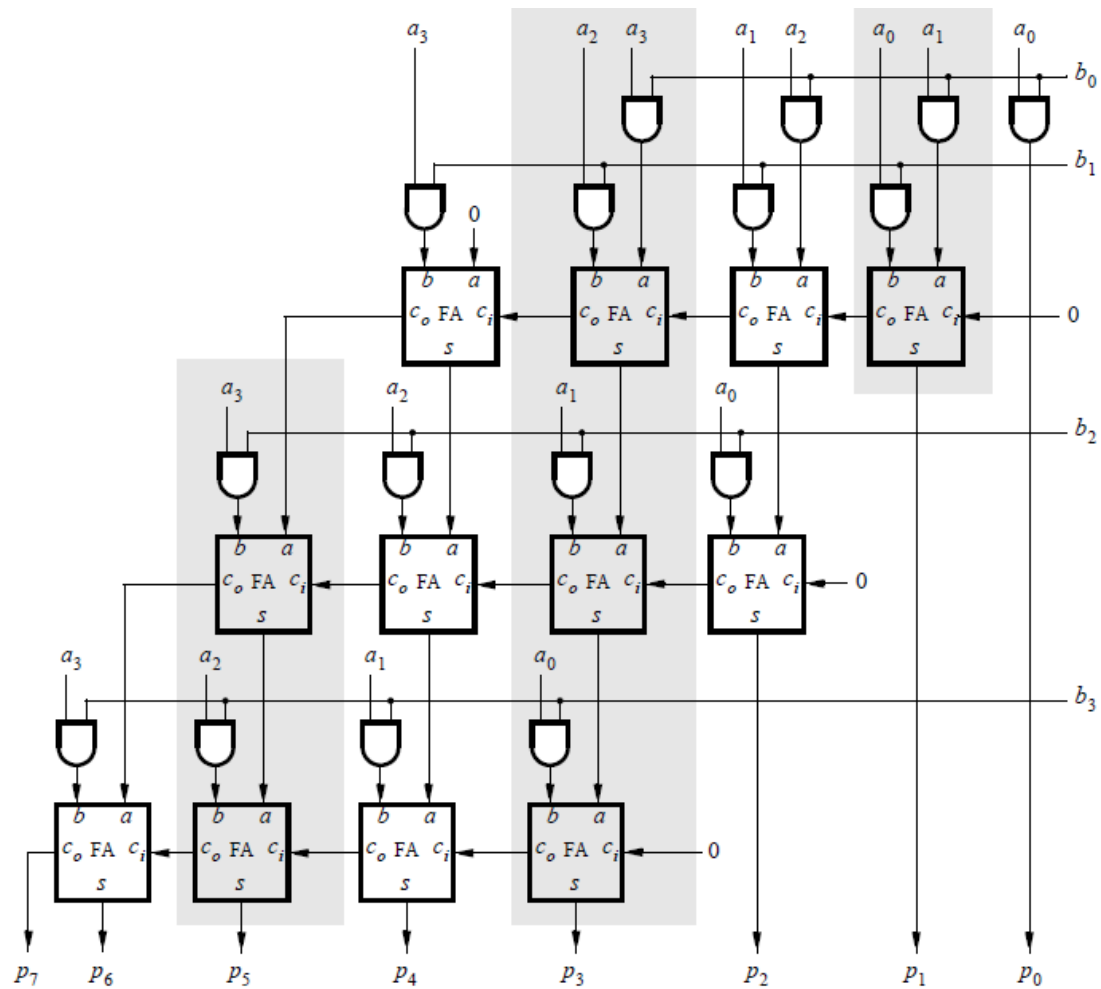 a₃ a₂ a₃ a₁ a₂ a₀ a₁ a₀
b₀
b₁
0
b a b a b a b a
cₒ FA cᵢ cₒ FA cᵢ cₒ FA cᵢ cₒ FA cᵢ 0
s s s s
a₃ a₂ a₁ a₀
b₂
b a b a b a b a
cₒ FA cᵢ cₒ FA cᵢ cₒ FA cᵢ cₒ FA cᵢ 0
s s s s
a₃ a₂ a₁ a₀
b₃
b a b a b a b a
cₒ FA cᵢ cₒ FA cᵢ cₒ FA cᵢ cₒ FA cᵢ 0
s s s s
p₇ p₆ p₅ p₄ p₃ p₂ p₁ p₀